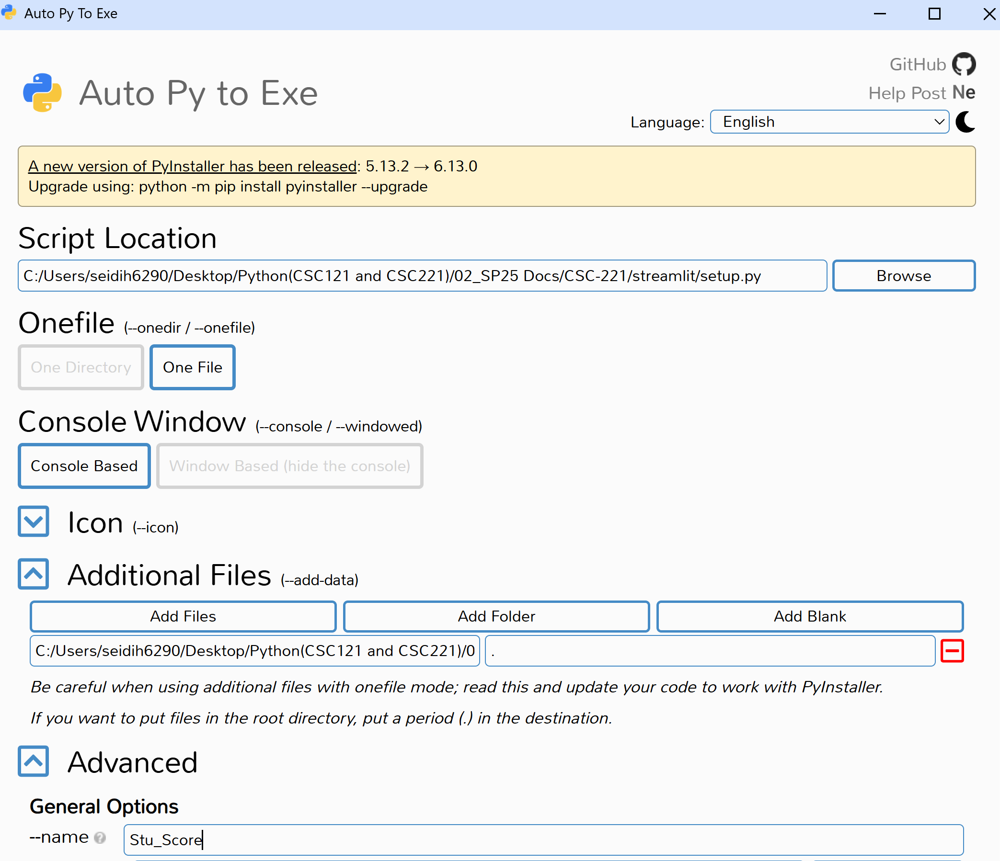 Auto Py To Exe
GitHub
Auto Py to Exe
Help Post Ne
Language: English
A new version of PyInstaller has been released: 5.13.2 → 6.13.0
Upgrade using: python -m pip install pyinstaller --upgrade
Script Location
C:/Users/seidih6290/Desktop/Python(CSC121 and CSC221)/02_SP25 Docs/CSC-221/streamlit/setup.py Browse
Onefile (--onedir / --onefile)
One Directory One File
Console Window (--console / --windowed)
Console Based Window Based (hide the console)
Icon (--icon)
Additional Files (--add-data)
Add Files Add Folder Add Blank
C:/Users/seidih6290/Desktop/Python(CSC121 and CSC221)/0 .
Be careful when using additional files with onefile mode; read this and update your code to work with PyInstaller.
If you want to put files in the root directory, put a period (.) in the destination.
Advanced
General Options
--name ? Stu_Score